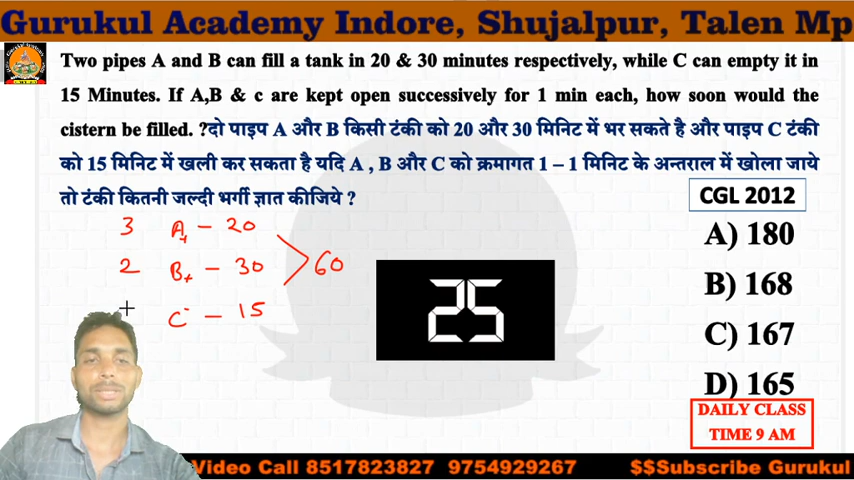 Gurukul Academy Indore, Shujalpur, Talen Mp
Two pipes A and B can fill a tank in 20 & 30 minutes respectively, while C can empty it in
15 Minutes. If A,B & c are kept open successively for 1 min each, how soon would the
cistern be filled. ?दो पाइप A और B किसी टंकी को 20 और 30 मिनिट में भर सकते है और पाइप C टंकी
को 15 मिनिट में खली कर सकता है यदि A , B और C को क्रमागत 1 – 1 मिनिट के अन्तराल में खोला जाये
तो टंकी कितनी जल्दी भर्गी ज्ञात कीजिये ?
CGL 2012
3 A+ – 20
2 B+ – 30 60
C- – 15
25
A) 180
B) 168
C) 167
D) 165
DAILY CLASS
TIME 9 AM
Video Call 8517823827 9754929267 $$Subscribe Gurukul